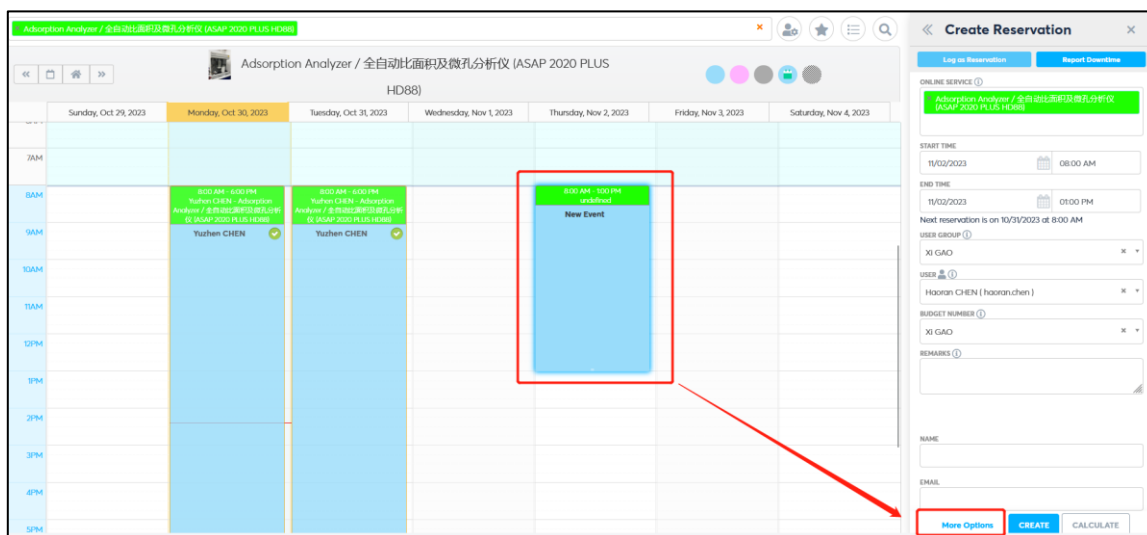 Adsorption Analyzer / 全自动比面积及微孔分析仪 (ASAP 2020 PLUS HD88)
Adsorption Analyzer / 全自动比面积及微孔分析仪 (ASAP 2020 PLUS
HD88)
Sunday, Oct 29, 2023
Monday, Oct 30, 2023
Tuesday, Oct 31, 2023
Wednesday, Nov 1, 2023
Thursday, Nov 2, 2023
Friday, Nov 3, 2023
Saturday, Nov 4, 2023
7AM
8AM
9AM
10AM
11AM
12PM
1PM
2PM
3PM
4PM
5PM
8:00 AM - 6:00 PM
Yuzhen CHEN - Adsorption
Analyzer / 全自动比面积及微孔分析
仪 (ASAP 2020 PLUS HD88)
Yuzhen CHEN
8:00 AM - 6:00 PM
Yuzhen CHEN - Adsorption
Analyzer / 全自动比面积及微孔分析
仪 (ASAP 2020 PLUS HD88)
Yuzhen CHEN
8:00 AM - 1:00 PM
undefined
New Event
Create Reservation
Log as Reservation
Report Downtime
ONLINE SERVICE
Adsorption Analyzer / 全自动比面积及微孔分析仪
(ASAP 2020 PLUS HD88)
START TIME
11/02/2023
08:00 AM
END TIME
11/02/2023
01:00 PM
Next reservation is on 10/31/2023 at 8:00 AM
USER GROUP
XI GAO
USER
Haoran CHEN ( haoran.chen )
BUDGET NUMBER
XI GAO
REMARKS
NAME
EMAIL
More Options
CREATE
CALCULATE